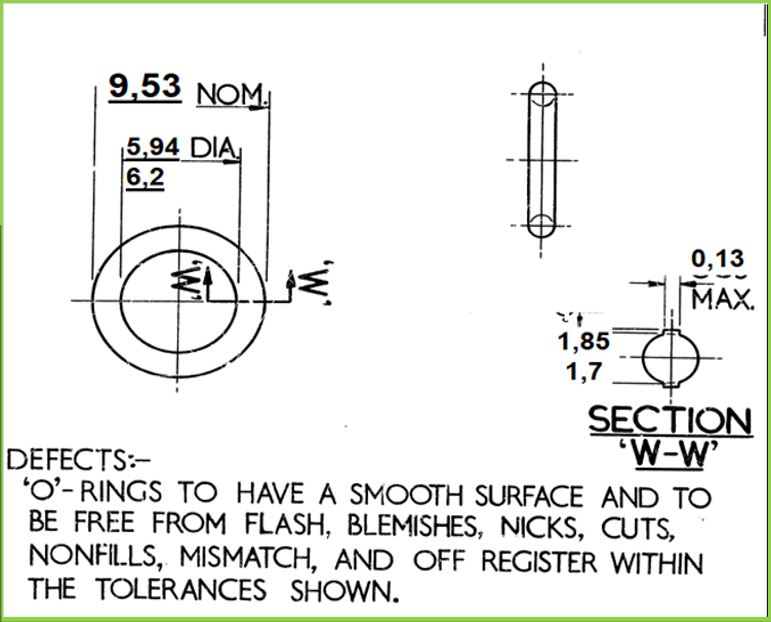 9,53 NOM.
5,94 DIA.
6,2
'W'
'W'
0,13
MAX.
1,85
1,7
SECTION
'W-W'
DEFECTS:-
'O'-RINGS TO HAVE A SMOOTH SURFACE AND TO
BE FREE FROM FLASH, BLEMISHES, NICKS, CUTS,
NONFILLS, MISMATCH, AND OFF REGISTER WITHIN
THE TOLERANCES SHOWN.